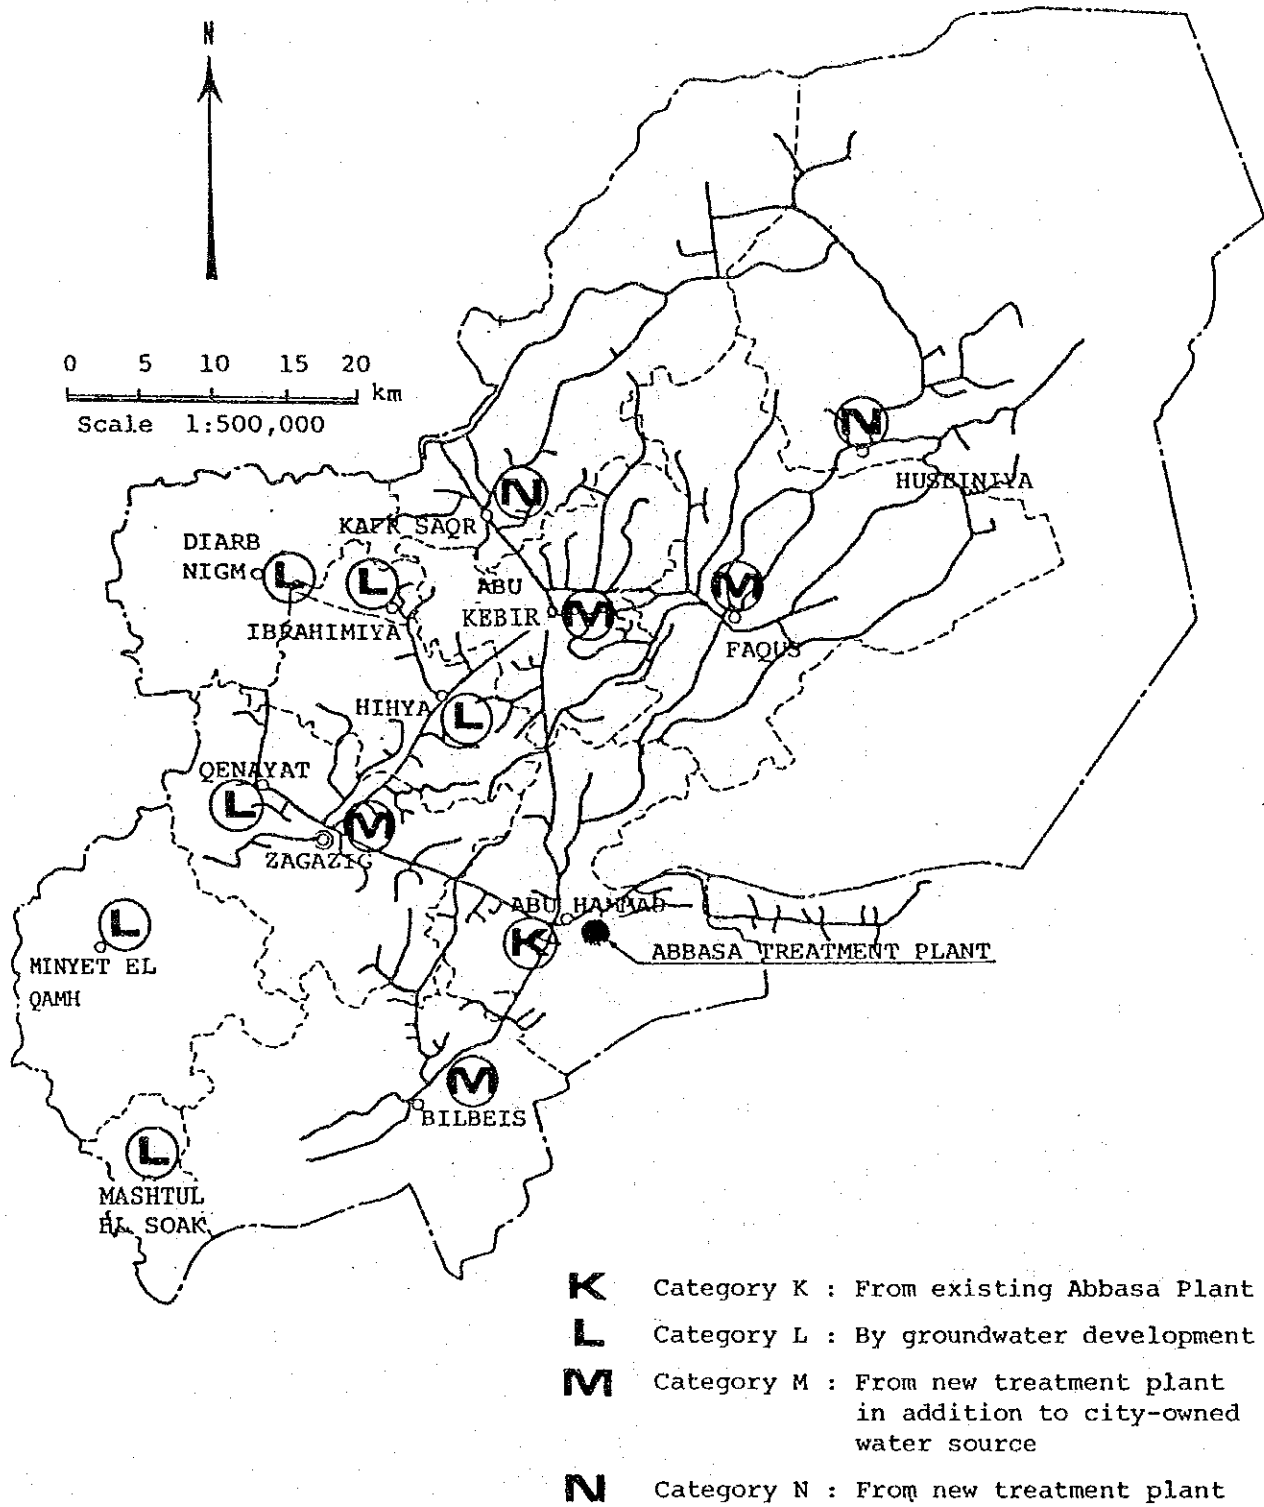 N
0 5 10 15 20 km
Scale 1:500,000
N
HUSEINIYA
N
KAFR SAQR
DIARB
NIGM
L
L
IBRAHIMIYA
ABU
KEBIR
M
M
FAQUS
HIHYA
L
QENAYAT
L
M
ZAGAZIG
ABU HAMMAD
K
ABBASA TREATMENT PLANT
L
MINYET EL
QAMH
M
BILBEIS
L
MASHTUL
EL SOAK
K Category K : From existing Abbasa Plant
L Category L : By groundwater development
M Category M : From new treatment plant
in addition to city-owned
water source
N Category N : From new treatment plant